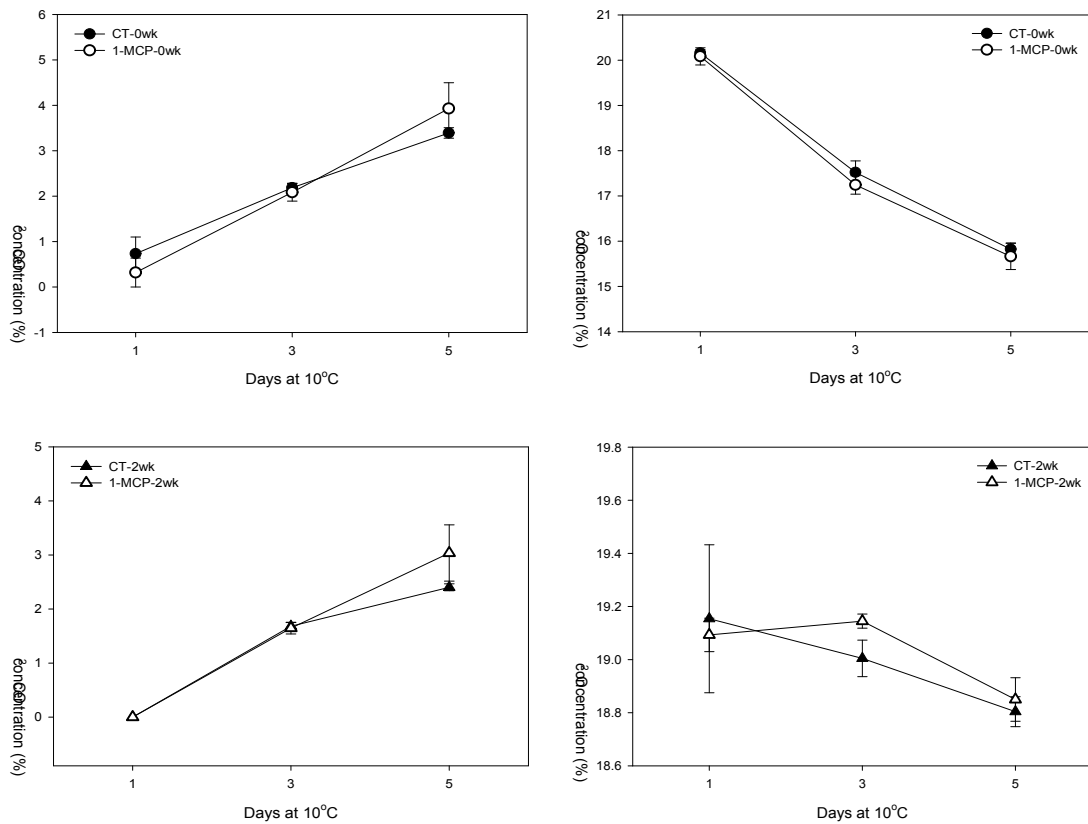 6
5
4
3
2
1
0
-1
CT-0wk
1-MCP-0wk
concentration (%)
1 3 5
Days at 10°C
21
20
19
18
17
16
15
14
CT-0wk
1-MCP-0wk
concentration (%)
1 3 5
Days at 10°C
5
4
3
2
1
0
CT-2wk
1-MCP-2wk
concentration (%)
1 3 5
Days at 10°C
19.8
19.6
19.4
19.2
19.0
18.8
18.6
CT-2wk
1-MCP-2wk
concentration (%)
1 3 5
Days at 10°C